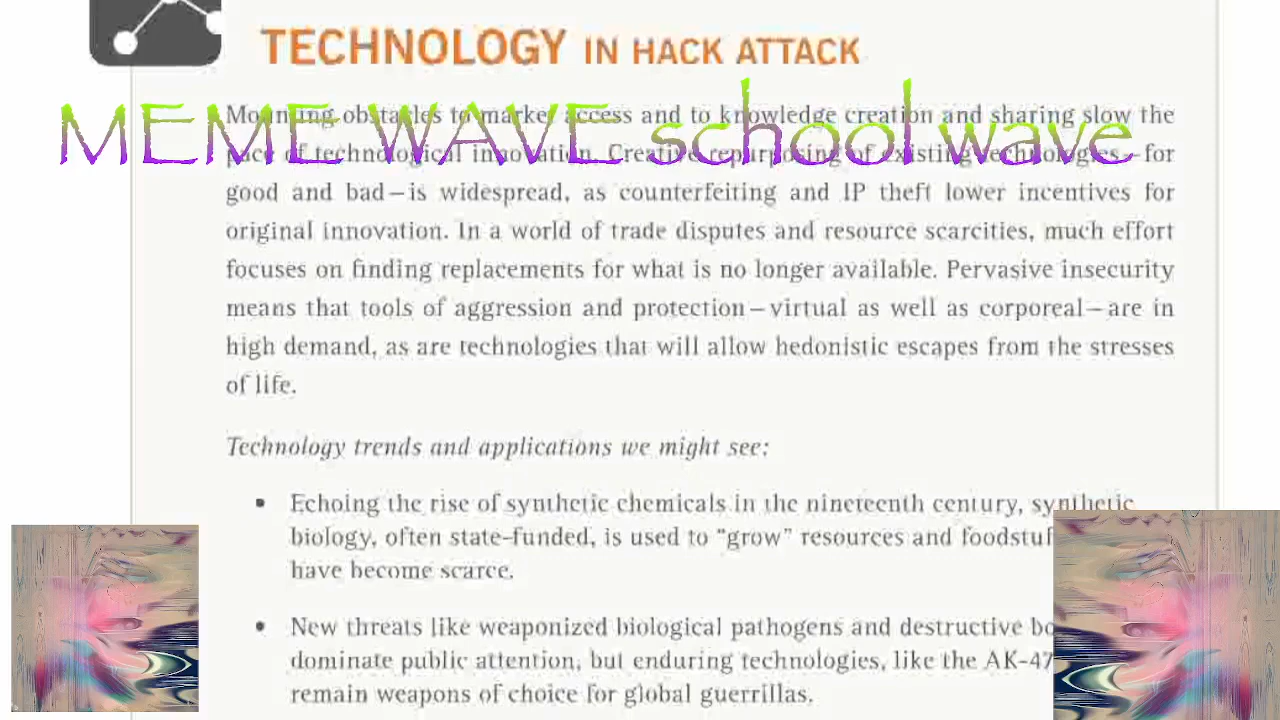 TECHNOLOGY IN HACK ATTACK
MEME WAVE school wave
Mounting obstacles to market access and to knowledge creation and sharing slow the
pace of technological innovation. Creative repurposing of existing technologies—for
good and bad—is widespread, as counterfeiting and IP theft lower incentives for
original innovation. In a world of trade disputes and resource scarcities, much effort
focuses on finding replacements for what is no longer available. Pervasive insecurity
means that tools of aggression and protection—virtual as well as corporeal—are in
high demand, as are technologies that will allow hedonistic escapes from the stresses
of life.
Technology trends and applications we might see:
• Echoing the rise of synthetic chemicals in the nineteenth century, synthetic
biology, often state-funded, is used to “grow” resources and foodstuf
have become scarce.
• New threats like weaponized biological pathogens and destructive bo
dominate public attention, but enduring technologies, like the AK-47
remain weapons of choice for global guerrillas.